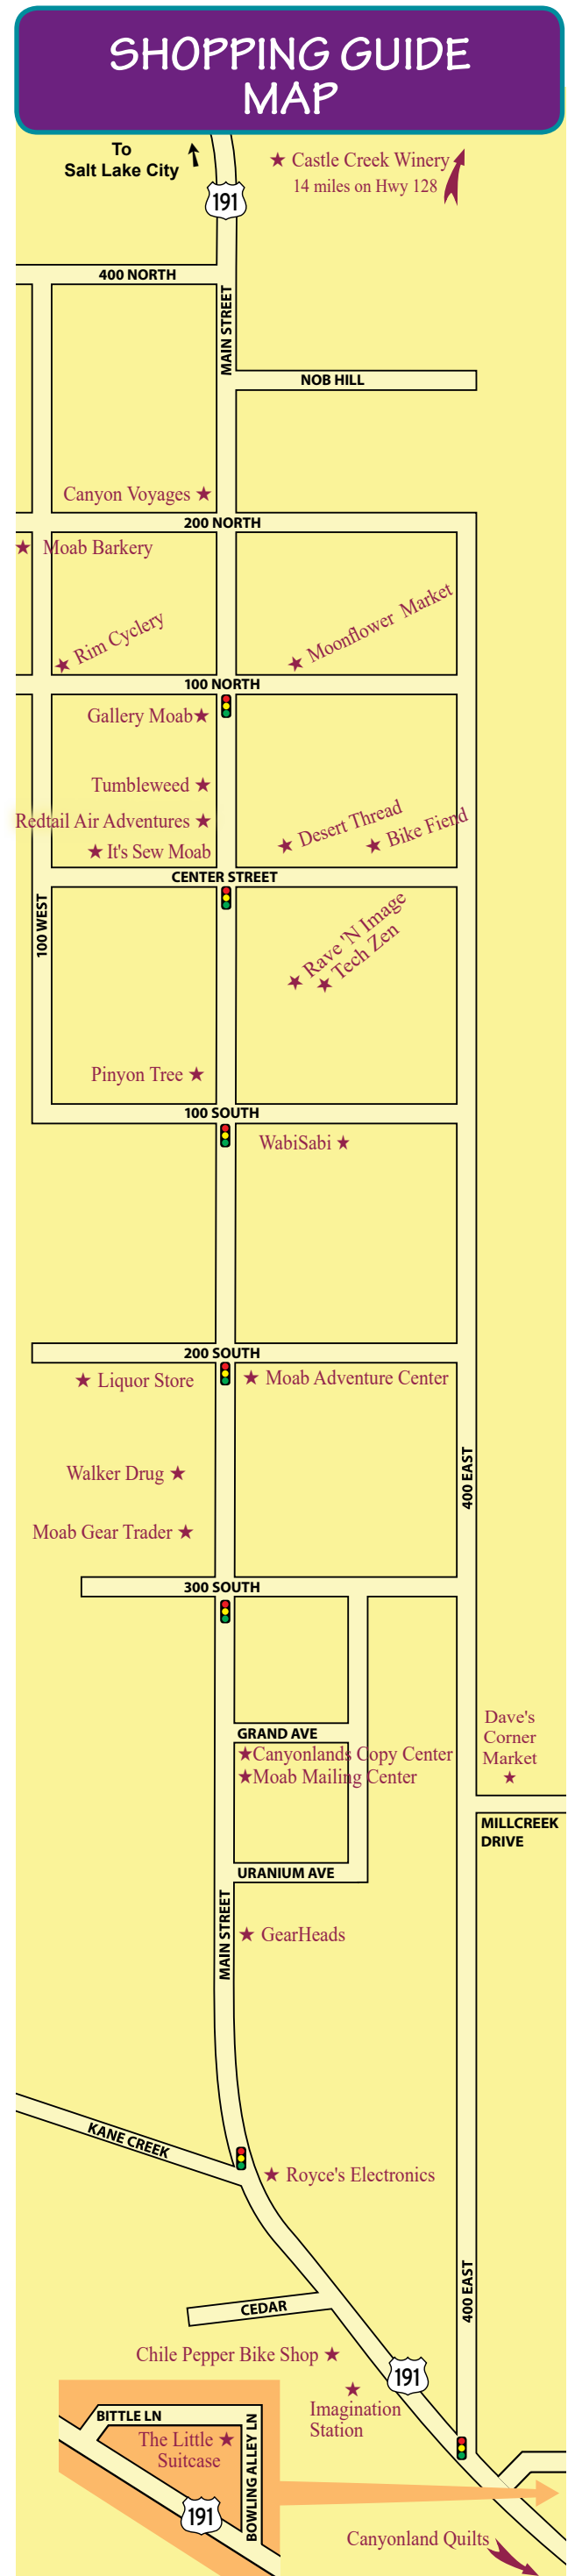 SHOPPING GUIDE
MAP
To
Salt Lake City
★ Castle Creek Winery
14 miles on Hwy 128
191
400 NORTH
MAIN STREET
NOB HILL
Canyon Voyages ★
200 NORTH
★ Moab Barkery
★ Rim Cyclery
★ Moonflower Market
100 NORTH
Gallery Moab★
Tumbleweed ★
Redtail Air Adventures ★
★ Desert Thread
★ Bike Fiend
★ It's Sew Moab
CENTER STREET
100 WEST
★ Rave 'N Image
★ Tech Zen
Pinyon Tree ★
100 SOUTH
WabiSabi ★
200 SOUTH
★ Liquor Store
★ Moab Adventure Center
Walker Drug ★
400 EAST
Moab Gear Trader ★
300 SOUTH
Dave's
Corner
Market
★
GRAND AVE
★Canyonlands Copy Center
★Moab Mailing Center
MILLCREEK
DRIVE
URANIUM AVE
MAIN STREET
★ GearHeads
KANE CREEK
★ Royce's Electronics
400 EAST
CEDAR
Chile Pepper Bike Shop ★
191
★
Imagination
Station
BITTLE LN
The Little ★
Suitcase
BOWLING ALLEY LN
191
Canyonland Quilts